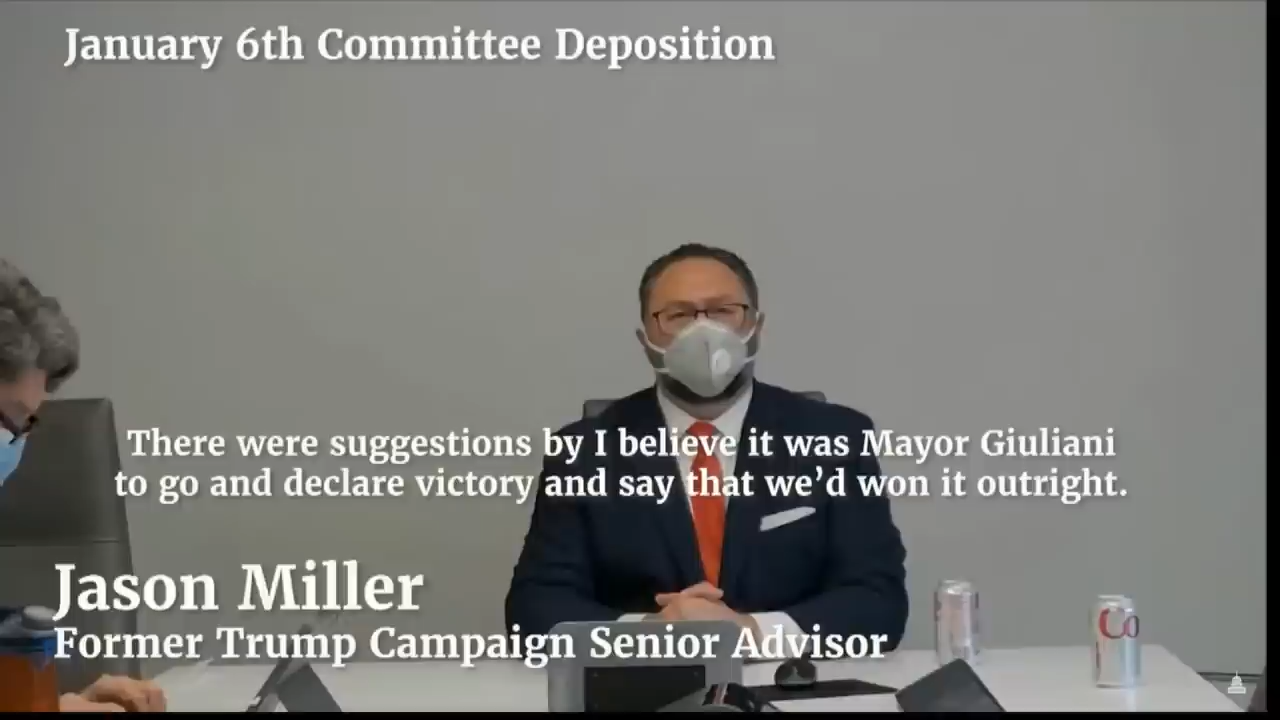 January 6th Committee Deposition
There were suggestions by I believe it was Mayor Giuliani
to go and declare victory and say that we’d won it outright.
Jason Miller
Former Trump Campaign Senior Advisor
Co